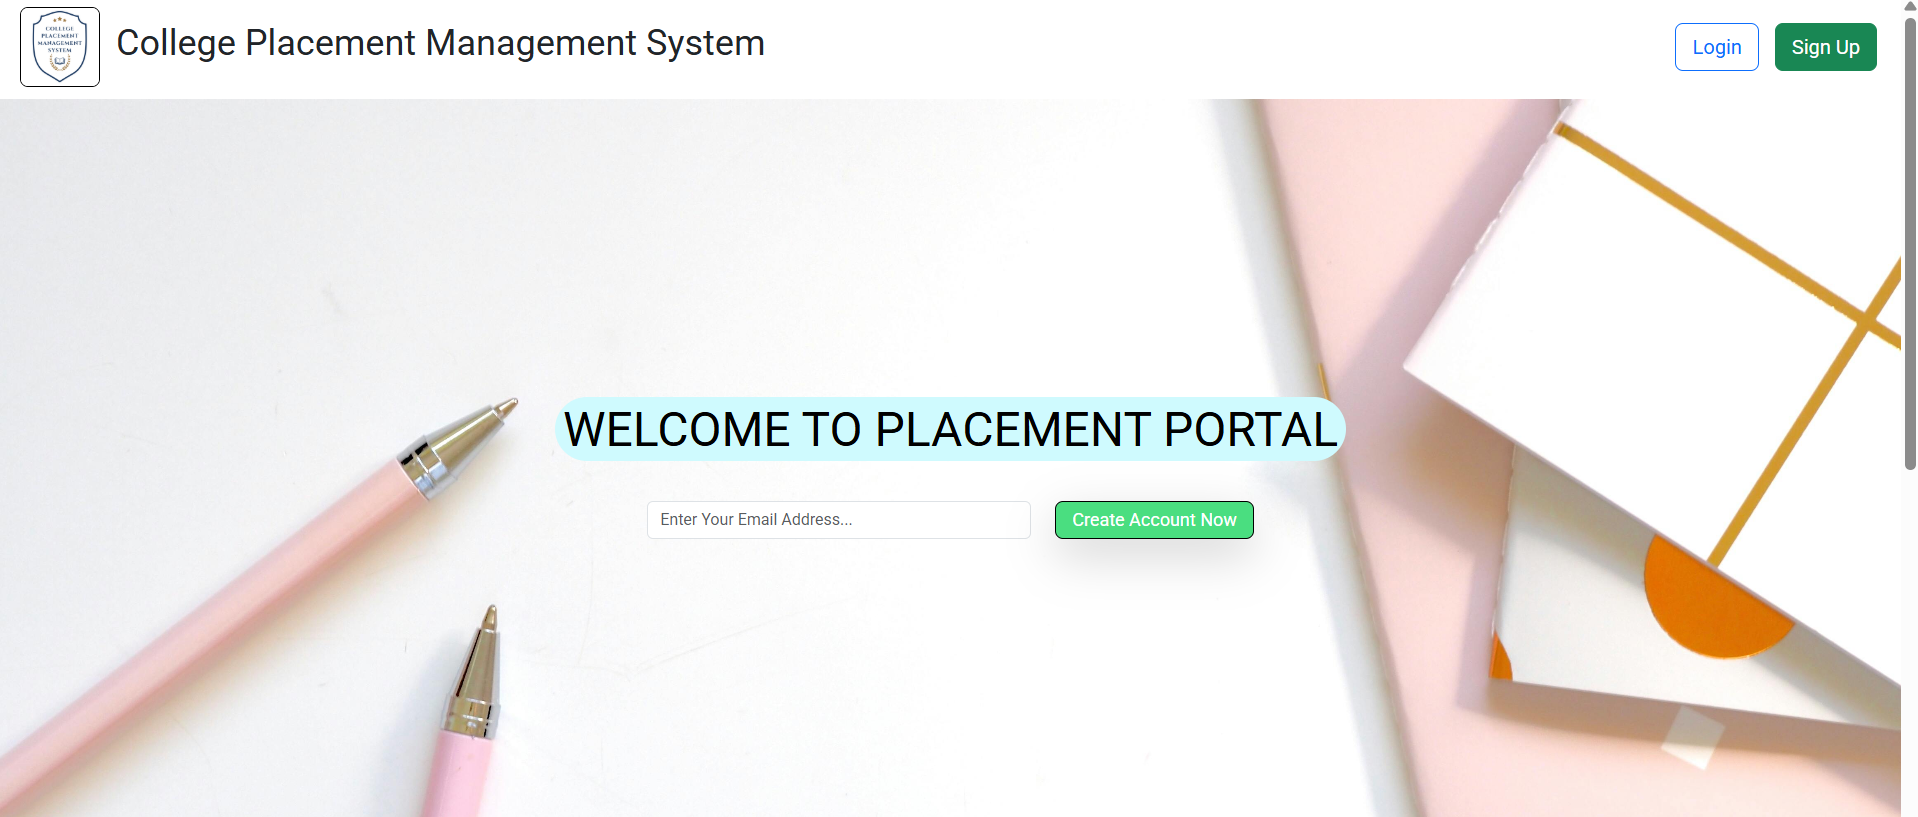 COLLEGE
PLACEMENT
MANAGEMENT
SYSTEM
College Placement Management System
Login
Sign Up
WELCOME TO PLACEMENT PORTAL
Enter Your Email Address...
Create Account Now